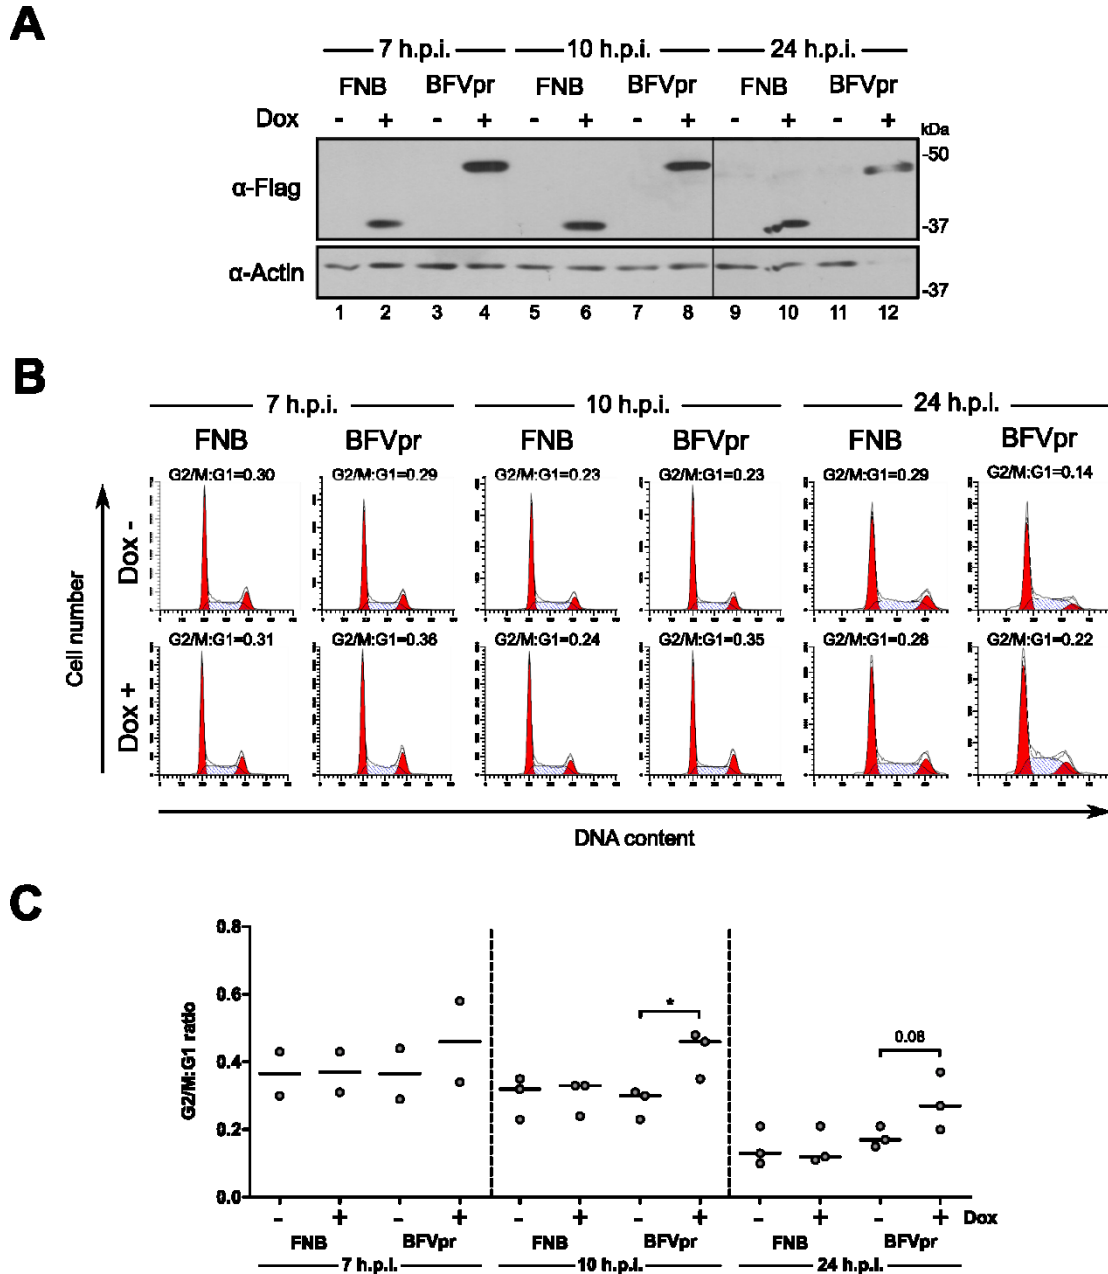 A
7 h.p.i. 10 h.p.i. 24 h.p.i.
FNB BFVpr FNB BFVpr FNB BFVpr
Dox - + - + - + - + - + - +
kDa
α-Flag
-50
-37
α-Actin
-37
1 2 3 4 5 6 7 8 9 10 11 12
B
7 h.p.i. 10 h.p.i. 24 h.p.i.
FNB BFVpr FNB BFVpr FNB BFVpr
Cell number
Dox -
G2/M:G1=0.30 G2/M:G1=0.29 G2/M:G1=0.23 G2/M:G1=0.23 G2/M:G1=0.29 G2/M:G1=0.14
Dox +
G2/M:G1=0.31 G2/M:G1=0.36 G2/M:G1=0.24 G2/M:G1=0.35 G2/M:G1=0.28 G2/M:G1=0.22
DNA content
C
G2/M:G1 ratio
0.8
0.6
0.4
0.2
0.0
*
0.08
- + - + - + - + - + - + Dox
FNB BFVpr FNB BFVpr FNB BFVpr
7 h.p.i. 10 h.p.i. 24 h.p.i.